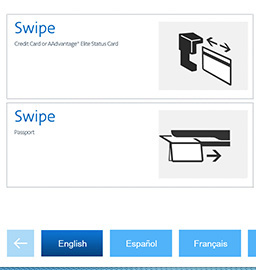 Swipe
Credit Card or AAdvantage® Elite Status Card
Swipe
Passport
English
Español
Français